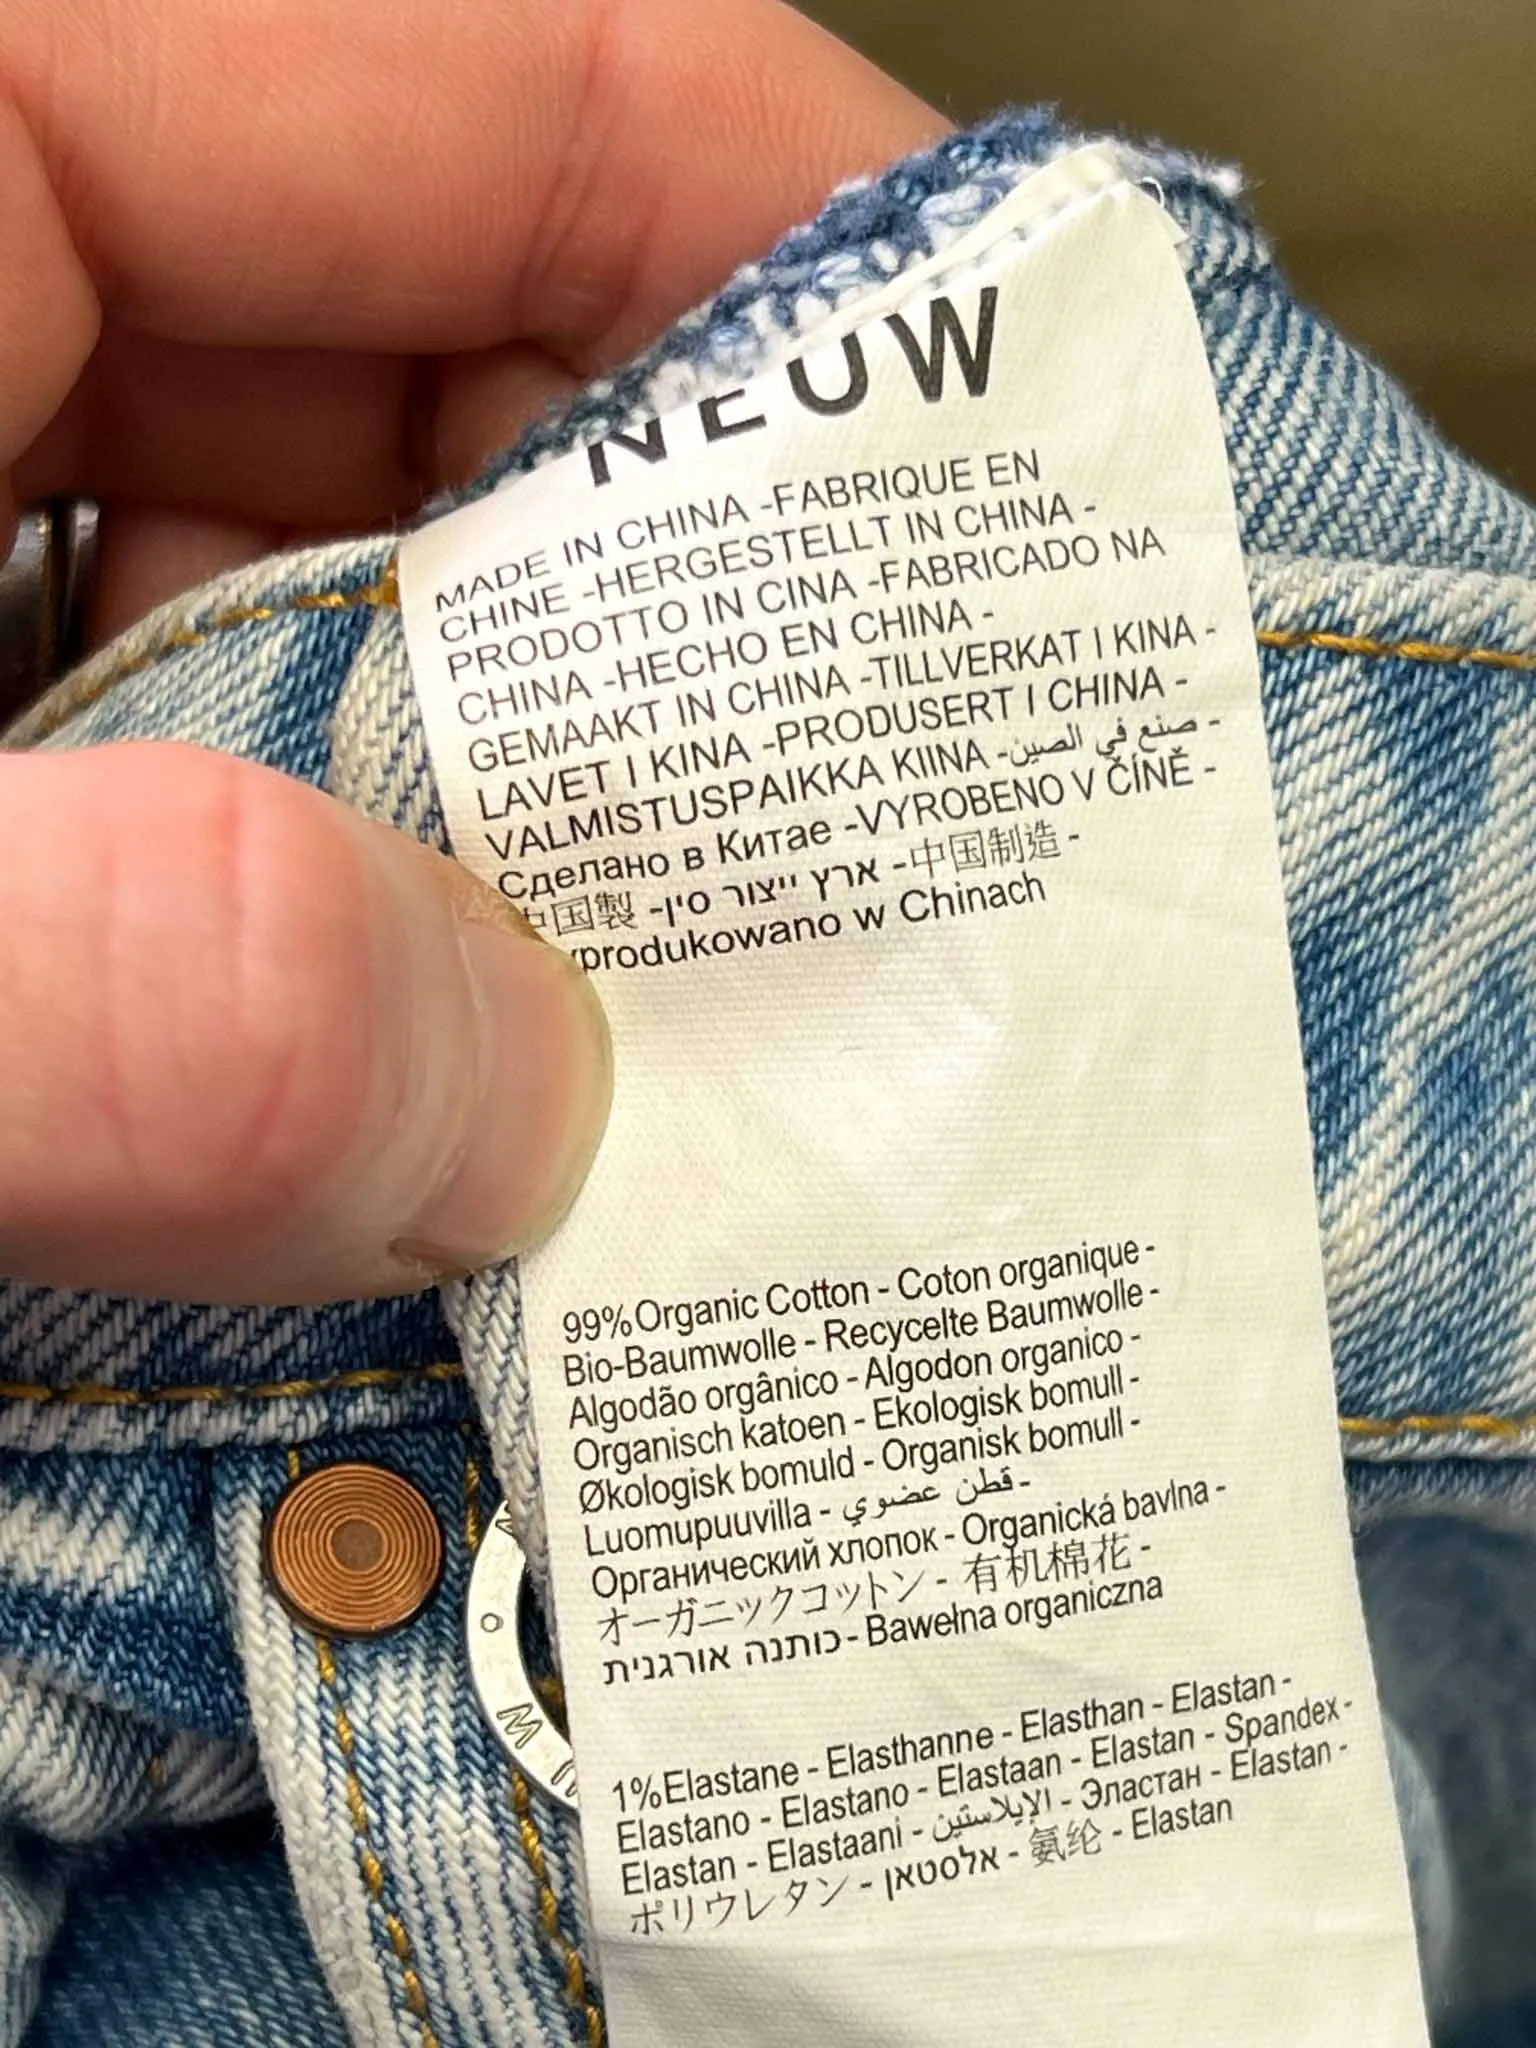 NEUW
MADE IN CHINA -FABRIQUE EN
CHINE -HERGESTELLT IN CHINA -
PRODOTTO IN CINA -FABRICADO NA
CHINA -HECHO EN CHINA -
GEMAAKT IN CHINA -TILLVERKAT I KINA -
LAVET I KINA -PRODUSERT I CHINA -
VALMISTUSPAIKKA KIINA -صنع في الصين -
Сделано в Китае -VYROBENO V ČÍNĚ -
中国製 -ארץ ייצור סין -中国制造 -
yprodukowano w Chinach
99%Organic Cotton - Coton organique -
Bio-Baumwolle - Recycelte Baumwolle -
Algodão orgânico - Algodon organico -
Organisch katoen - Ekologisk bomull -
Økologisk bomuld - Organisk bomull -
Luomupuuvilla - قطن عضوي -
Органический хлопок - Organická bavlna -
オーガニックコットン - 有机棉花 -
כותנה אורגנית - Bawełna organiczna
1%Elastane - Elasthanne - Elasthan - Elastan -
Elastano - Elastano - Elastaan - Elastan - Spandex -
Elastan - Elastaani - الإيلاستين - Эластан - Elastan -
ポリウレタン - אלסטאן - 氨纶 - Elastan